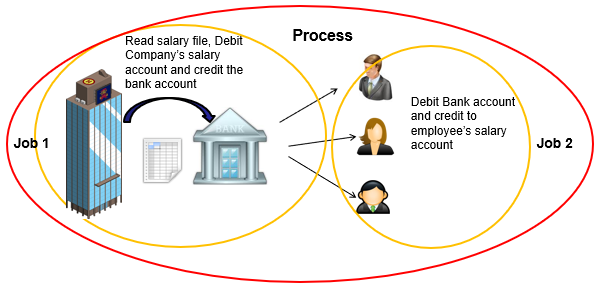 Process
Read salary file, Debit
Company's salary
account and credit the
bank account
Job 1
BANK
Debit Bank account
and credit to
employee's salary
account
Job 2